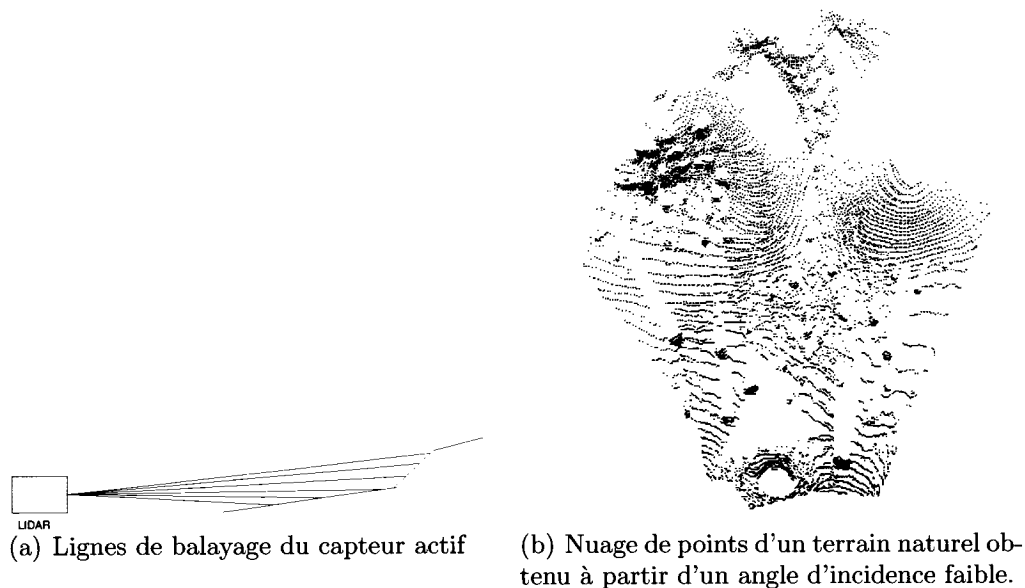 LIDAR
(a) Lignes de balayage du capteur actif
(b) Nuage de points d'un terrain naturel ob-
tenu à partir d'un angle d'incidence faible.